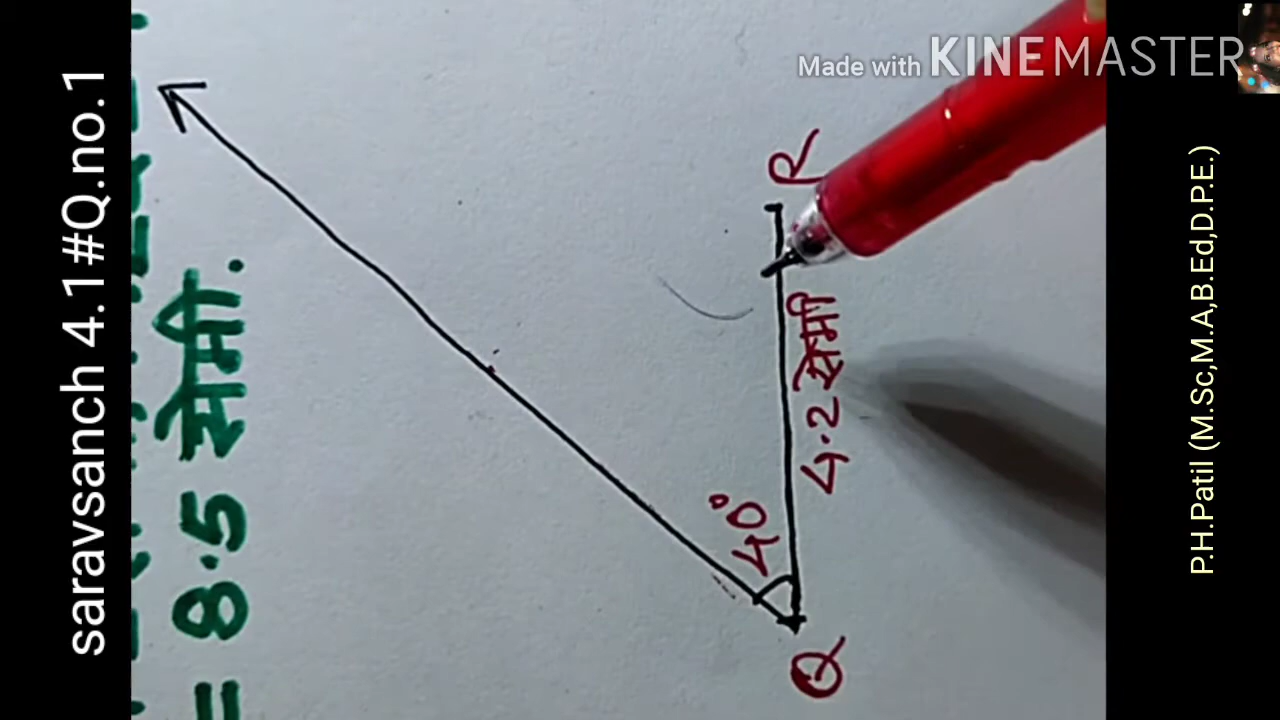 saravsanch 4.1#Q.no.1
= 8.5 सेमी.
Made with KINEMASTER
R
4.2 सेमी
40°
Q
P.H.Patil (M.Sc,M.A,B.Ed,D.P.E.)